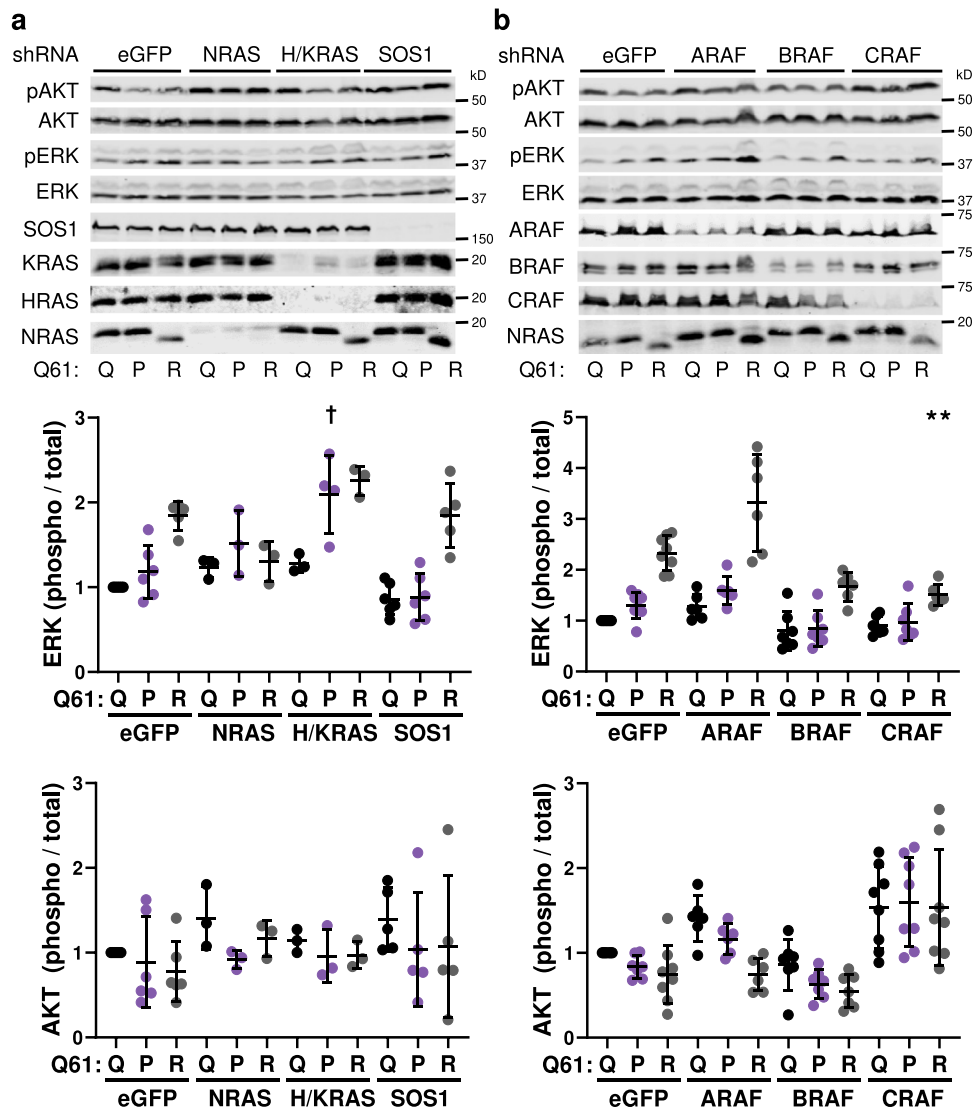 a
shRNA eGFP NRAS H/KRAS SOS1
kD
pAKT
50
AKT
50
pERK
37
ERK
37
SOS1
150
KRAS 20
HRAS 20
NRAS 20
Q61: Q P R Q P R Q P R Q P R
3
2
1
0
ERK (phospho / total)
†
Q61: Q P R Q P R Q P R Q P R
eGFP NRAS H/KRAS SOS1
3
2
1
0
AKT (phospho / total)
Q61: Q P R Q P R Q P R Q P R
eGFP NRAS H/KRAS SOS1
b
shRNA eGFP ARAF BRAF CRAF
kD
pAKT
50
AKT
50
pERK
37
ERK
37
75
ARAF
75
BRAF
75
CRAF
20
NRAS
Q61: Q P R Q P R Q P R Q P R
5
4
3
2
1
0
ERK (phospho / total)
**
Q61: Q P R Q P R Q P R Q P R
eGFP ARAF BRAF CRAF
3
2
1
0
AKT (phospho / total)
Q61: Q P R Q P R Q P R Q P R
eGFP ARAF BRAF CRAF